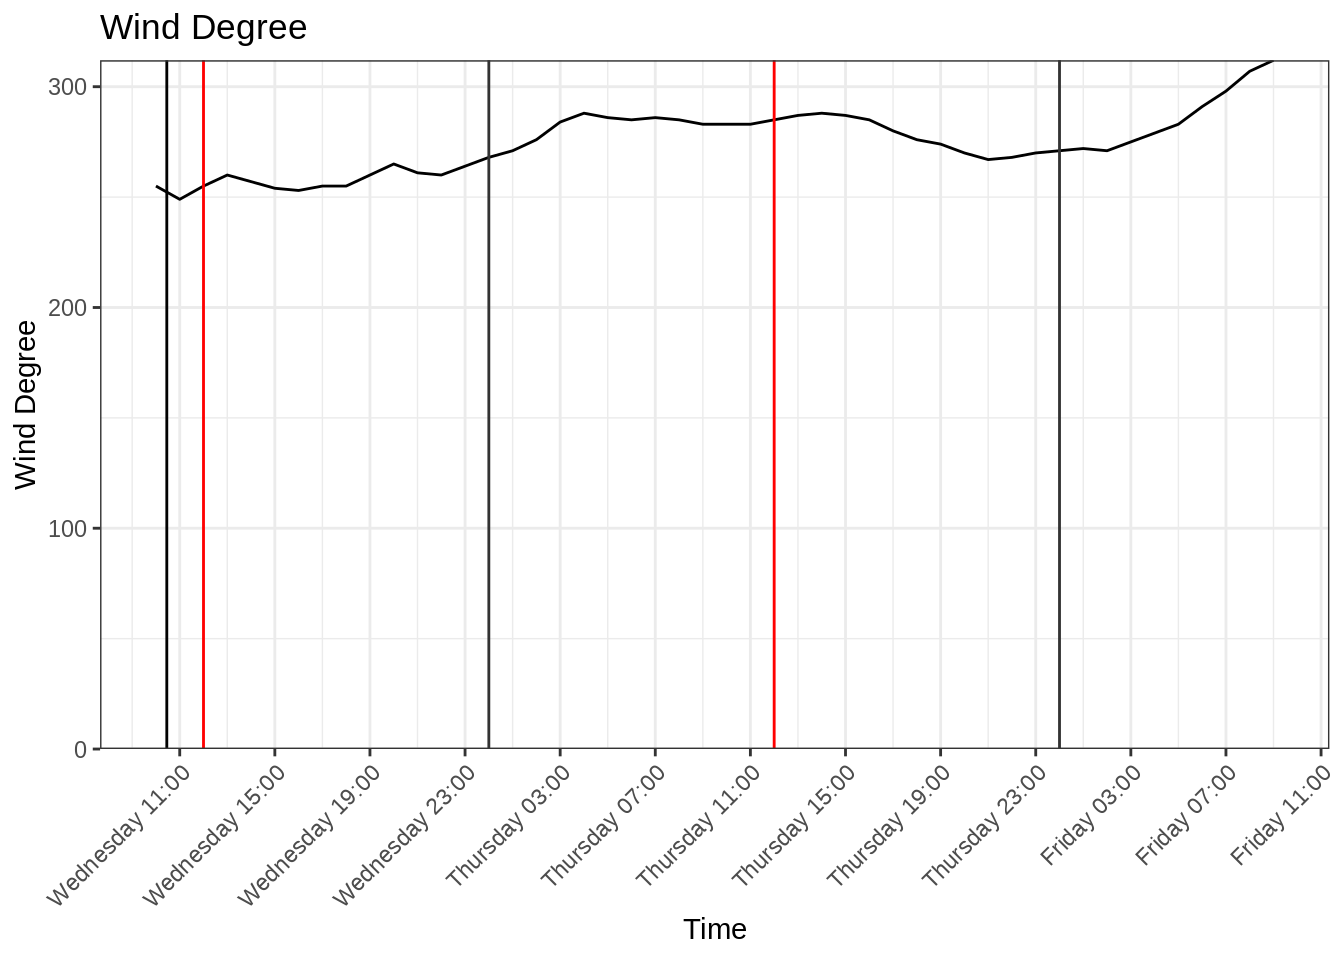 Wind Degree
Wind Degree
300
200
100
0
Wednesday 11:00
Wednesday 15:00
Wednesday 19:00
Wednesday 23:00
Thursday 03:00
Thursday 07:00
Thursday 11:00
Thursday 15:00
Thursday 19:00
Thursday 23:00
Friday 03:00
Friday 07:00
Friday 11:00
Time